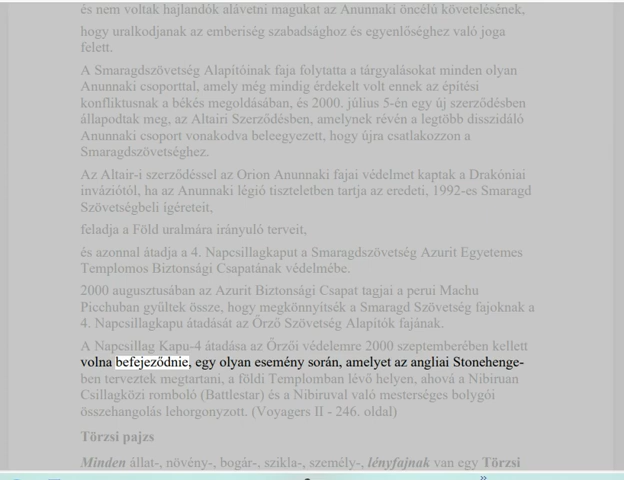 és nem voltak hajlandók alávetni magukat az Anunnaki öncélú követelésének,
hogy uralkodjanak az emberiség szabadsághoz és egyenlőséghez való joga
felett.
A Smaragdszövetség Alapítóinak faja folytatta a tárgyalásokat minden olyan
Anunnaki csoporttal, amely még mindig érdekelt volt ennek az építési
konfliktusnak a békés megoldásában, és 2000. július 5-én egy új szerződésben
állapodtak meg, az Altairi Szerződésben, amelynek révén a legtöbb disszidáló
Anunnaki csoport vonakodva beleegyezett, hogy újra csatlakozzon a
Smaragdszövetséghez.
Az Altair-i szerződéssel az Orion Anunnaki fajai védelmet kaptak a Drakóniai
inváziótól, ha az Anunnaki légió tiszteletben tartja az eredeti, 1992-es Smaragd
Szövetségbeli ígéreteit,
feladja a Föld uralmára irányuló terveit,
és azonnal átadja a 4. Napcsillagkaput a Smaragdszövetség Azurit Egyetemes
Templomos Biztonsági Csapatának védelmébe.
2000 augusztusában az Azurit Biztonsági Csapat tagjai a perui Machu
Picchuban gyűltek össze, hogy megkönnyítsék a Smaragd Szövetség fajoknak a
4. Napcsillagkapu átadását az Őrző Szövetség Alapítók fajának.
A Napcsillag Kapu-4 átadása az Őrzői védelemre 2000 szeptemberében kellett
volna befejeződnie, egy olyan esemény során, amelyet az angliai Stonehenge-
ben terveztek megtartani, a földi Templomban lévő helyen, ahová a Nibiruan
Csillagközi romboló (Battlestar) és a Nibiruval való mesterséges bolygói
összehangolás lehorgonyzott. (Voyagers II - 246. oldal)
Törzsi pajzs
Minden állat-, növény-, bogár-, szikla-, személy-, lényfajnak van egy Törzsi